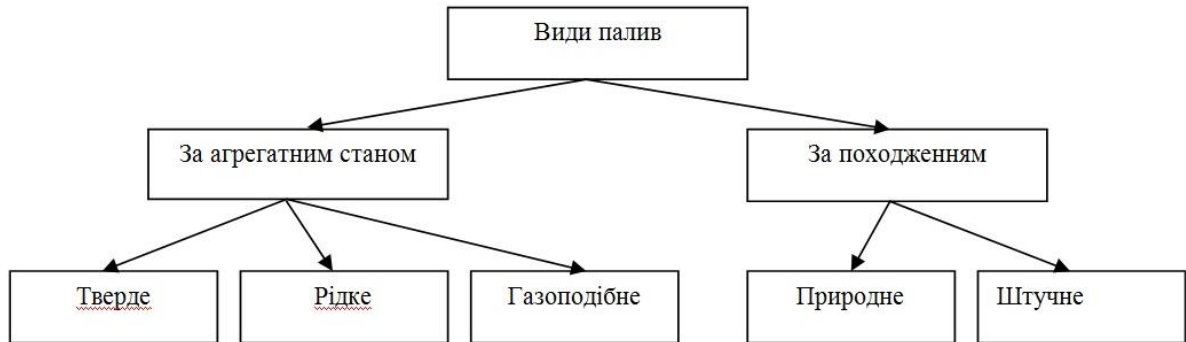 Види палив
За агрегатним станом
За походженням
Тверде
Рідке
Газоподібне
Природне
Штучне